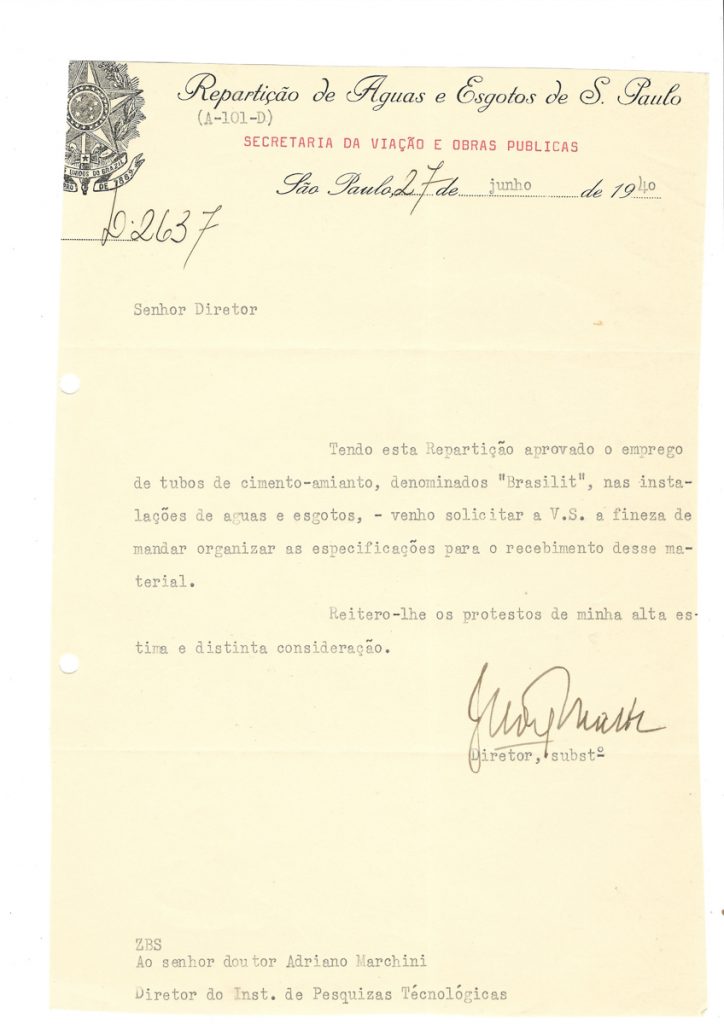 Repartição de Aguas e Esgotos de S. Paulo
(A-101-D)
SECRETARIA DA VIAÇÃO E OBRAS PUBLICAS
São Paulo, 27 de junho de 1940
D.2637
DO BRAZIL
DE 1889
Senhor Diretor
Tendo esta Repartição aprovado o emprego
de tubos de cimento-amianto, denominados "Brasilit", nas insta-
lações de aguas e esgotos, - venho solicitar a V.S. a fineza de
mandar organizar as especificações para o recebimento desse ma-
terial.
Reitero-lhe os protestos de minha alta es-
tima e distinta consideração.
Diretor, substº
ZBS
Ao senhor doutor Adriano Marchini
Diretor do Inst. de Pesquizas Técnológicas